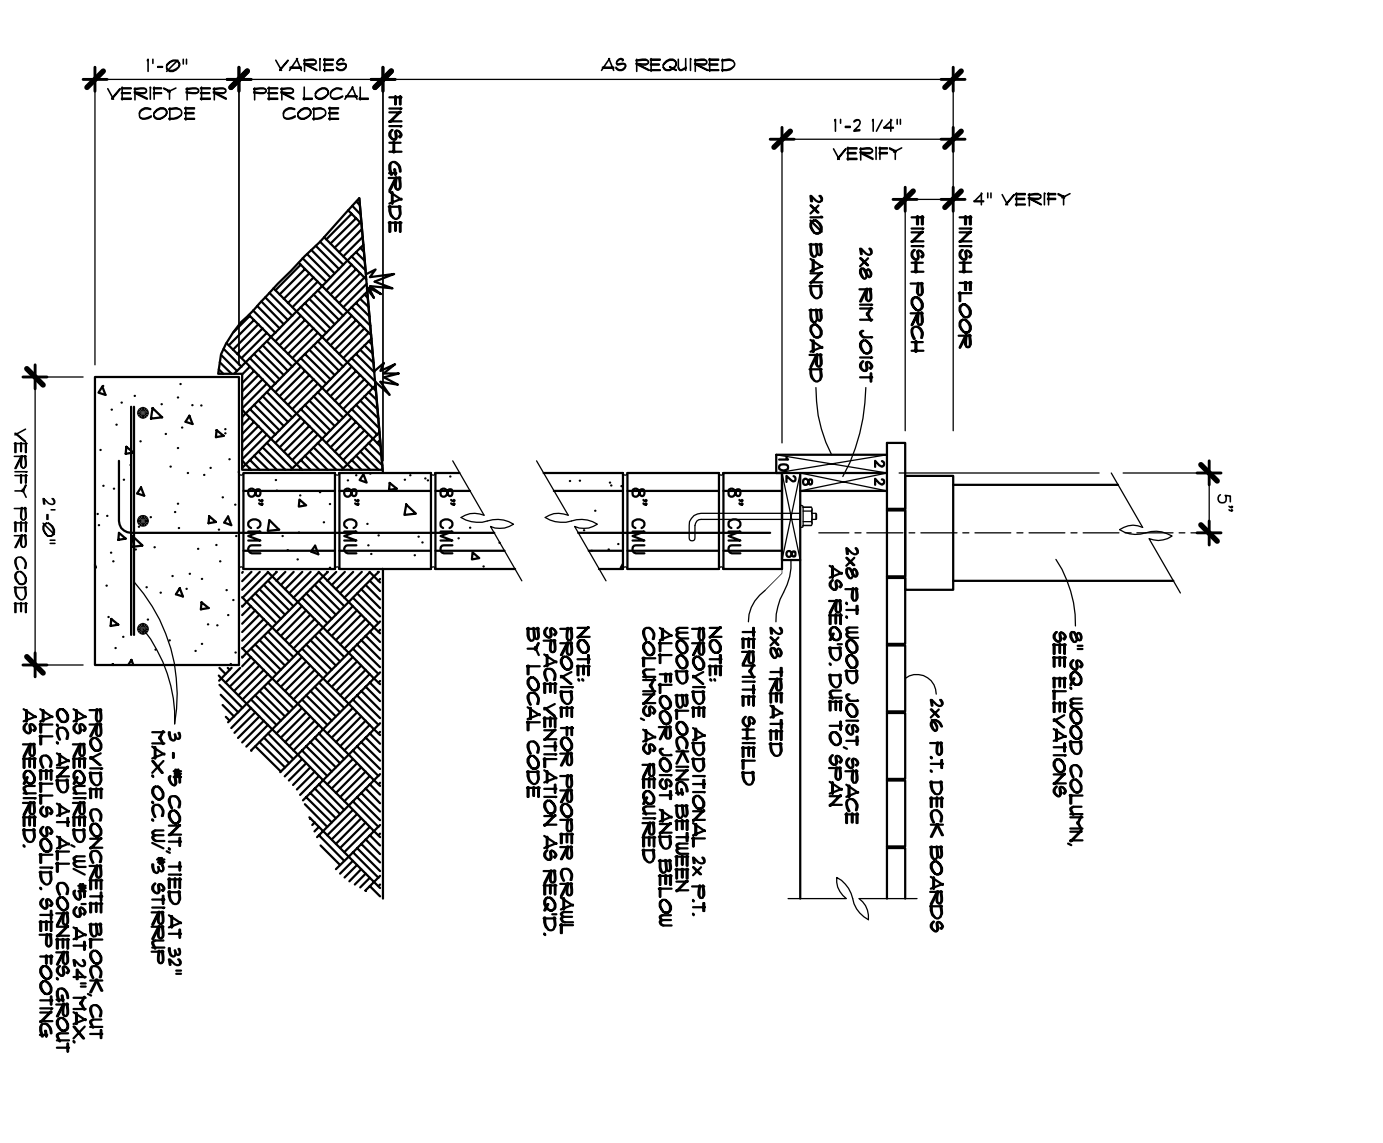 1'-0"
VERIFY PER
CODE
VARIES
PER LOCAL
CODE
AS REQUIRED
FINISH GRADE
1'-2 1/4"
VERIFY
4" VERIFY
FINISH FLOOR
FINISH PORCH
2x8 RIM JOIST
2x10 BAND BOARD
5"
8" SQ. WOOD COLUMN,
SEE ELEVATIONS
2x6 P.T. DECK BOARDS
2x8 P.T. WOOD JOIST, SPACE
AS REQ'D. DUE TO SPAN
2
2
10
8
2
8
2x8 TREATED
TERMITE SHIELD
NOTE:
PROVIDE ADDITIONAL 2x P.T.
WOOD BLOCKING BETWEEN
ALL FLOOR JOIST AND BELOW
COLUMNS, AS REQUIRED
NOTE:
PROVIDE FOR PROPER CRAWL
SPACE VENTILATION AS REQ'D.
BY LOCAL CODE
8" CMU
8" CMU
8" CMU
8" CMU
8" CMU
3 - #5 CONT., TIED AT 32"
MAX. O.C. W/ #3 STIRRUP
PROVIDE CONCRETE BLOCK, CUT
AS REQUIRED, W/ #5'S AT 24" MAX.
O.C. AND AT ALL CORNERS. GROUT
ALL CELLS SOLID. STEP FOOTING
AS REQUIRED.
2'-0"
VERIFY PER CODE